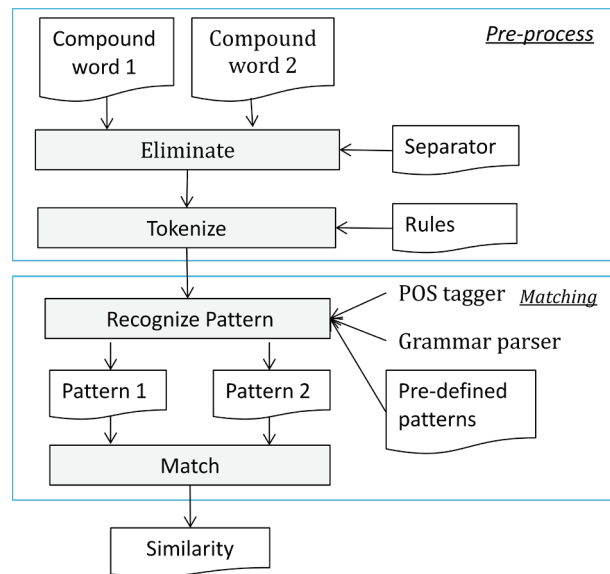 Pre-process
Compound
word 1
Compound
word 2
Eliminate
Separator
Tokenize
Rules
Matching
Recognize Pattern
POS tagger
Grammar parser
Pre-defined
patterns
Pattern 1
Pattern 2
Match
Similarity